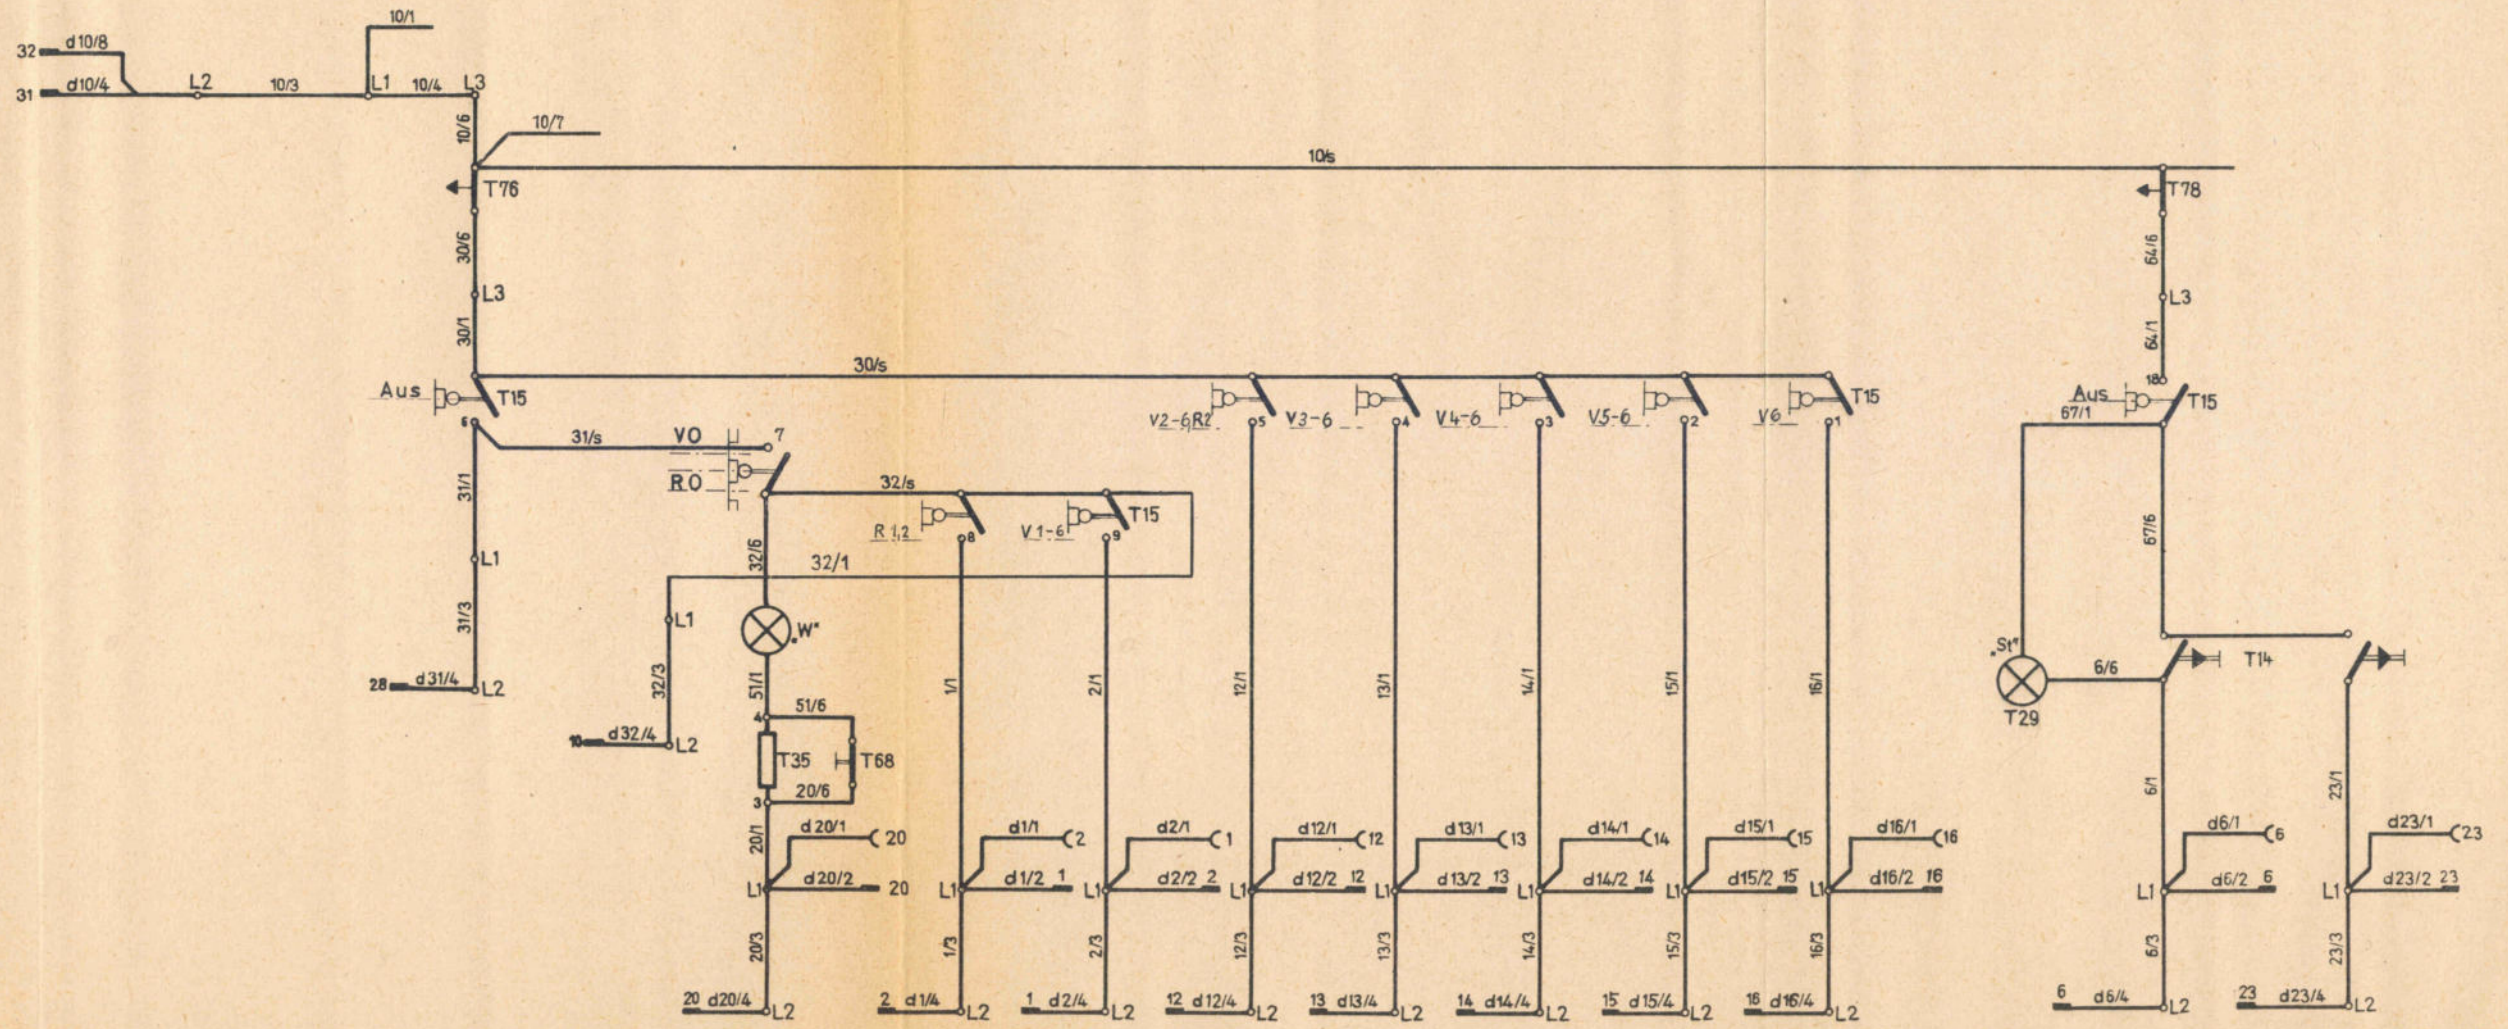 10/1
32 d10/8
31 d10/4 L2 10/3 L1 10/4 L3
10/6 10/7
10/s
T76 T78
30/6 64/6
L3 L3
30/1 64/1
30/s
18
Aus T15 Aus T15
67/1
V2-6,R2 5 V3-6 4 V4-6 3 V5-6 2 V6 1 T15
6
31/s VO 7
RO
31/1 32/s
R 1,2 8 V1-6 9 T15
67/6
L1 32/6 32/1
31/3 L1 „W“
„St“ T14
6/6
28 d31/4 L2
32/3 51/1 1/1 2/1 12/1 13/1 14/1 15/1 16/1
T29
4 51/6
10 d32/4 L2
T35 T68
3 20/6
6/1 23/1
20/1 d20/1 20 d1/1 2 d2/1 1 d12/1 12 d13/1 13 d14/1 14 d15/1 15 d16/1 16 d6/1 6 d23/1 23
L1 d20/2 20 L1 d1/2 1 L1 d2/2 2 L1 d12/2 12 L1 d13/2 13 L1 d14/2 14 L1 d15/2 15 L1 d16/2 16 L1 d6/2 6 L1 d23/2 23
20/3 1/3 2/3 12/3 13/3 14/3 15/3 16/3 6/3 23/3
20 d20/4 L2 2 d1/4 L2 1 d2/4 L2 12 d12/4 L2 13 d13/4 L2 14 d14/4 L2 15 d15/4 L2 16 d16/4 L2 6 d6/4 L2 23 d23/4 L2